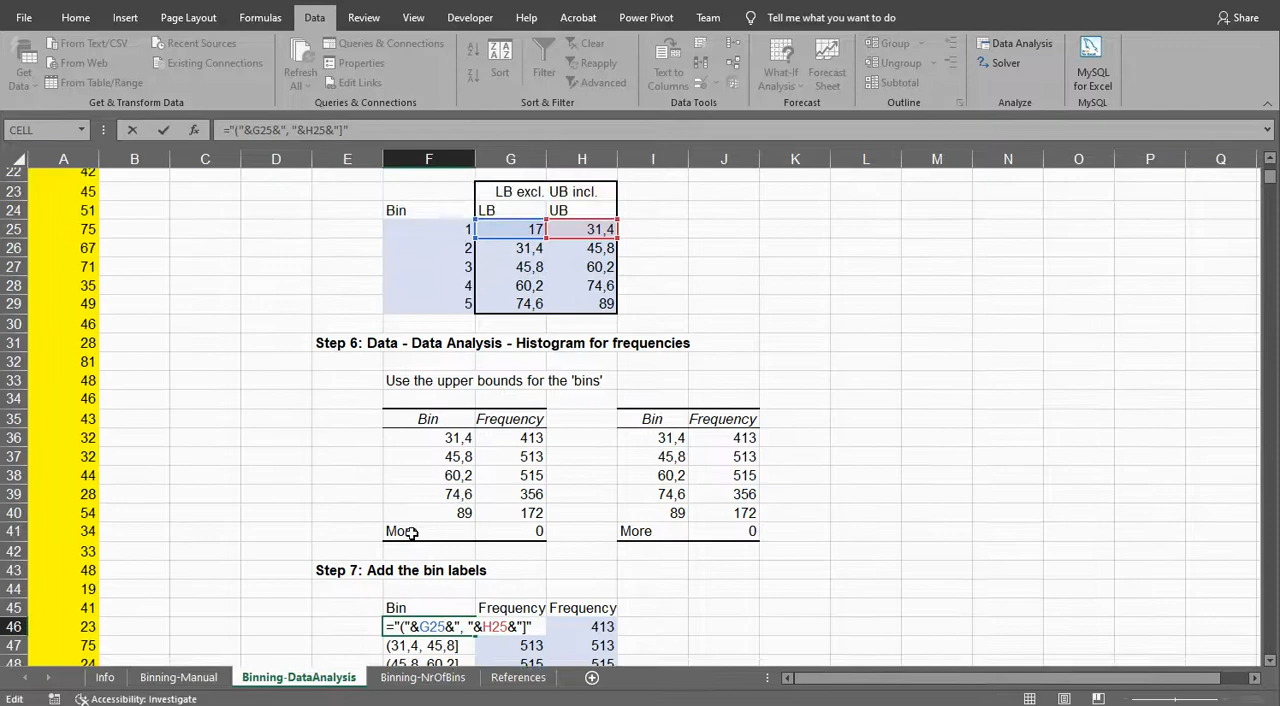 File Home Insert Page Layout Formulas Data Review View Developer Help Acrobat Power Pivot Team Tell me what you want to do Share
Get Data From Text/CSV Recent Sources Refresh All Queries & Connections Sort Filter Clear Text to Columns What-If Analysis Forecast Sheet Group Data Analysis MySQL for Excel
From Web Existing Connections Properties Reapply Ungroup Solver
From Table/Range Edit Links Advanced Subtotal
Get & Transform Data Queries & Connections Sort & Filter Data Tools Forecast Outline Analyze MySQL
CELL fx ="("&G25&", "&H25&"]"
A B C D E F G H I J K L M N O P Q
22 42
23 45 LB excl. UB incl.
24 51 Bin LB UB
25 75 1 17 31,4
26 67 2 31,4 45,8
27 71 3 45,8 60,2
28 35 4 60,2 74,6
29 49 5 74,6 89
30 46
31 28 Step 6: Data - Data Analysis - Histogram for frequencies
32 81
33 48 Use the upper bounds for the 'bins'
34 46
35 43 Bin Frequency Bin Frequency
36 32 31,4 413 31,4 413
37 32 45,8 513 45,8 513
38 44 60,2 515 60,2 515
39 28 74,6 356 74,6 356
40 54 89 172 89 172
41 34 More 0 More 0
42 33
43 48 Step 7: Add the bin labels
44 19
45 41 Bin Frequency Frequency
46 23 ="("&G25&", "&H25&"]" 413
47 75 (31,4, 45,8] 513 513
48 24 (45,8, 60,2] 515 515
Info Binning-Manual Binning-DataAnalysis Binning-NrOfBins References
Edit Accessibility: Investigate